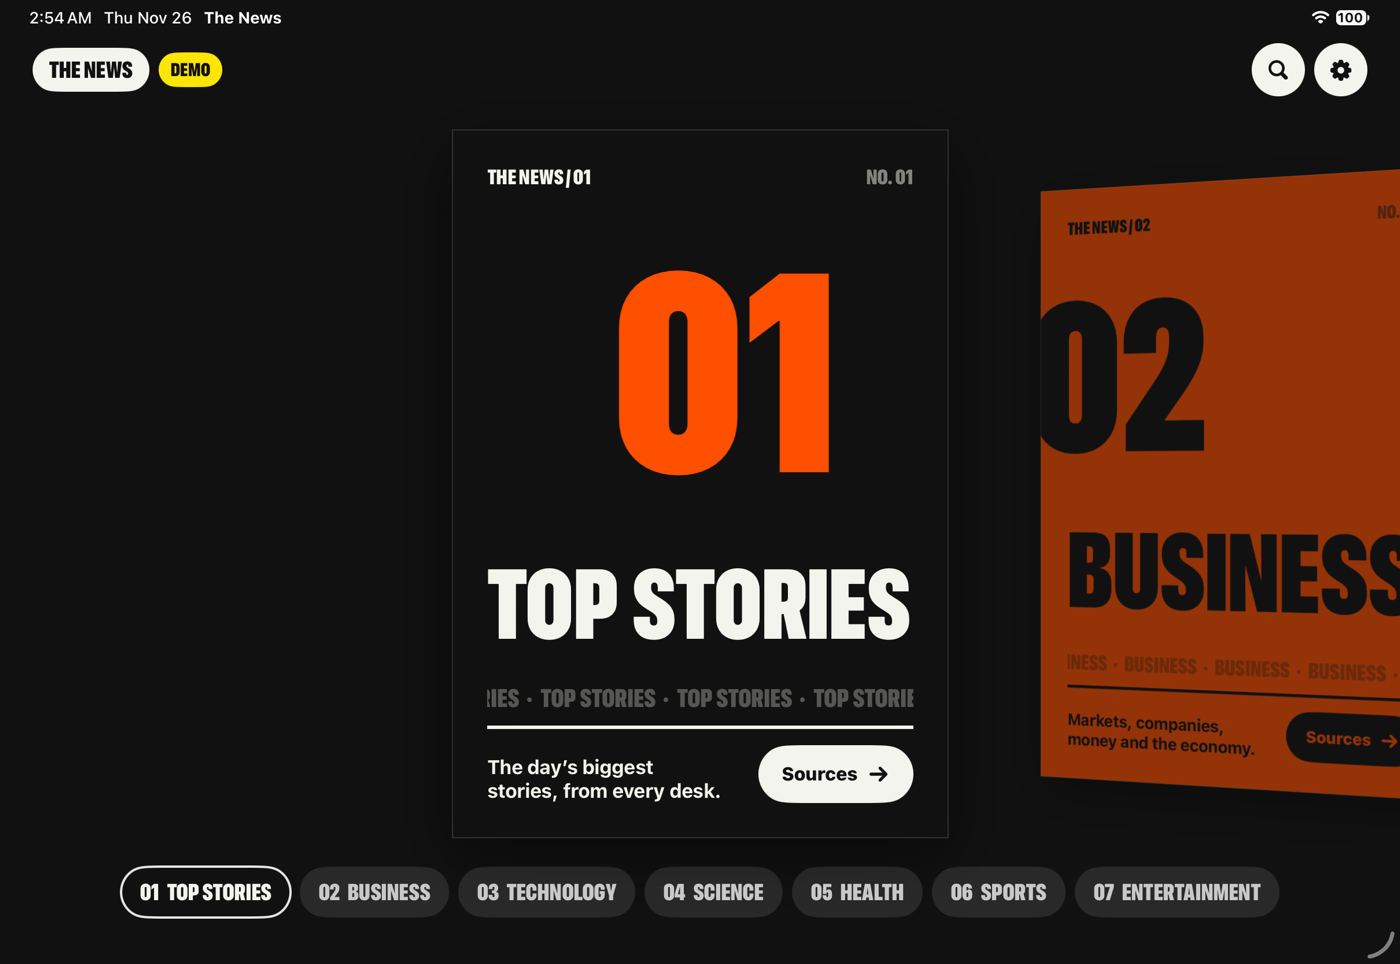 2:54 AM Thu Nov 26 The News
100
THE NEWS
DEMO
THE NEWS / 01
NO. 01
01
TOP STORIES
TOP STORIES · TOP STORIES
The day's biggest
stories, from every desk.
Sources →
THE NEWS / 02
NO.
02
BUSINESS
BUSINESS · BUSINESS · BUSINESS ·
Markets, companies,
money and the economy.
Sources →
01 TOP STORIES
02 BUSINESS
03 TECHNOLOGY
04 SCIENCE
05 HEALTH
06 SPORTS
07 ENTERTAINMENT